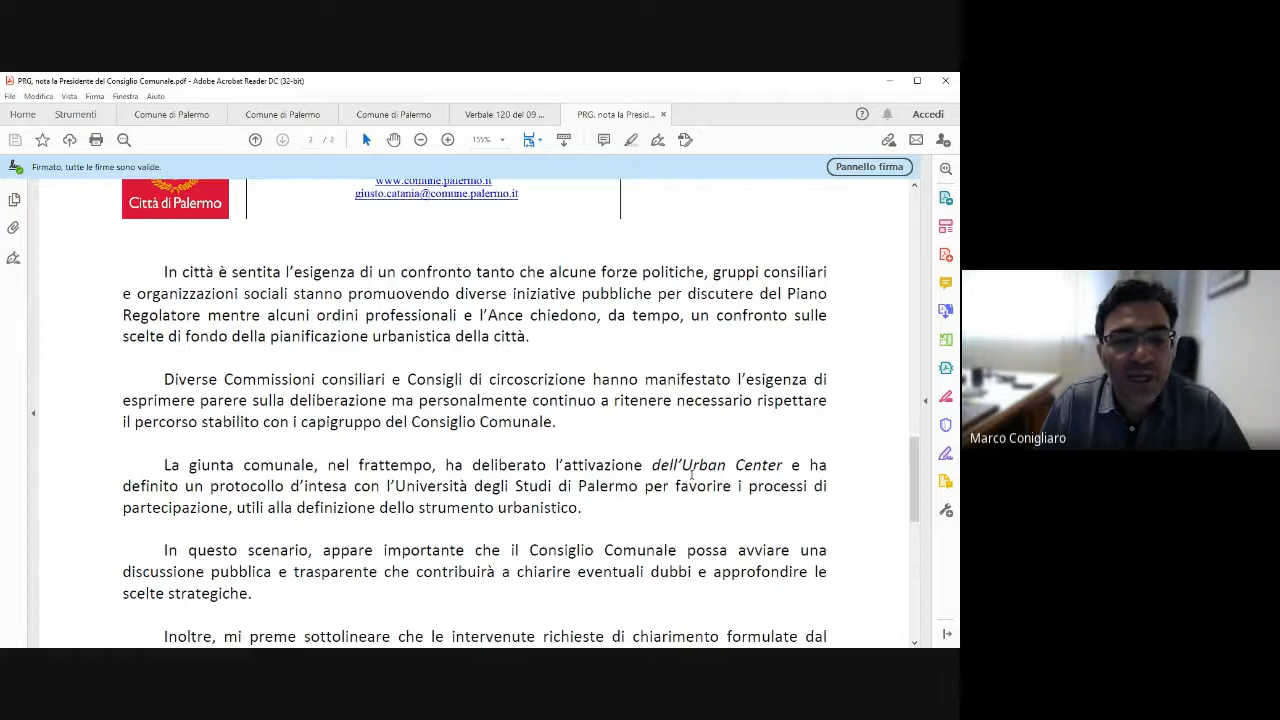 PRG, nota la Presidente del Consiglio Comunale.pdf - Adobe Acrobat Reader DC (32-bit)
File Modifica Vista Firma Finestra Aiuto
Home Strumenti Comune di Palermo Comune di Palermo Comune di Palermo Verbale 120 del 09 ... PRG, nota la Presid... × Accedi
2 / 2 155%
Firmato, tutte le firme sono valide. Pannello firma
www.comune.palermo.it
giusto.catania@comune.palermo.it
Città di Palermo
In città è sentita l’esigenza di un confronto tanto che alcune forze politiche, gruppi consiliari
e organizzazioni sociali stanno promuovendo diverse iniziative pubbliche per discutere del Piano
Regolatore mentre alcuni ordini professionali e l’Ance chiedono, da tempo, un confronto sulle
scelte di fondo della pianificazione urbanistica della città.
Diverse Commissioni consiliari e Consigli di circoscrizione hanno manifestato l’esigenza di
esprimere parere sulla deliberazione ma personalmente continuo a ritenere necessario rispettare
il percorso stabilito con i capigruppo del Consiglio Comunale.
La giunta comunale, nel frattempo, ha deliberato l’attivazione dell’Urban Center e ha
definito un protocollo d’intesa con l’Università degli Studi di Palermo per favorire i processi di
partecipazione, utili alla definizione dello strumento urbanistico.
In questo scenario, appare importante che il Consiglio Comunale possa avviare una
discussione pubblica e trasparente che contribuirà a chiarire eventuali dubbi e approfondire le
scelte strategiche.
Inoltre, mi preme sottolineare che le intervenute richieste di chiarimento formulate dal
Marco Conigliaro